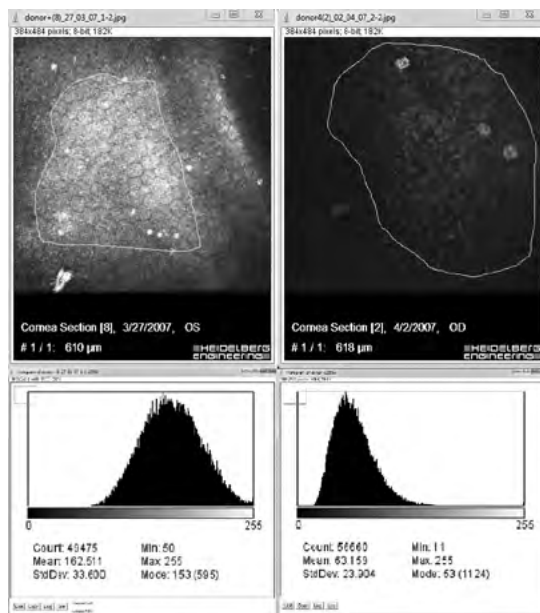 donor+(8)_27_03_07_1-2.jpg
384x484 pixels; 8-bit; 182K
Cornea Section [8], 3/27/2007, OS
# 1 / 1: 610 µm
HEIDELBERG
ENGINEERING
donor4(2)_02_04_07_2-2.jpg
384x484 pixels; 8-bit; 182K
Cornea Section [2], 4/2/2007, OD
# 1 / 1: 618 µm
HEIDELBERG
ENGINEERING
0 255
Count: 49475 Min: 50
Mean: 162.511 Max: 255
StdDev: 33.600 Mode: 153 (595)
0 255
Count: 56660 Min: 11
Mean: 63.159 Max: 255
StdDev: 23.904 Mode: 53 (1124)